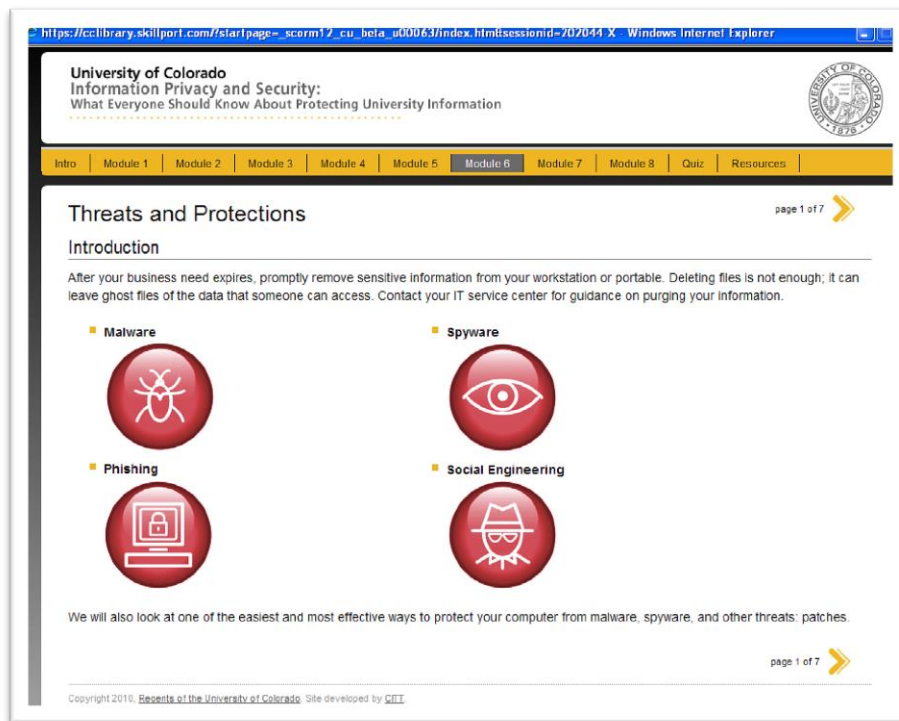 https://cclibrary.skillport.com/?startpage=_scorm12_cu_beta_u00063/index.htm&sessionid=202044-X - Windows Internet Explorer
University of Colorado
Information Privacy and Security:
What Everyone Should Know About Protecting University Information
UNIVERSITY OF COLORADO
1876
Intro Module 1 Module 2 Module 3 Module 4 Module 5 Module 6 Module 7 Module 8 Quiz Resources
Threats and Protections
page 1 of 7
Introduction
After your business need expires, promptly remove sensitive information from your workstation or portable. Deleting files is not enough; it can
leave ghost files of the data that someone can access. Contact your IT service center for guidance on purging your information.
Malware
Spyware
Phishing
Social Engineering
We will also look at one of the easiest and most effective ways to protect your computer from malware, spyware, and other threats: patches.
page 1 of 7
Copyright 2010, Regents of the University of Colorado. Site developed by CITT.